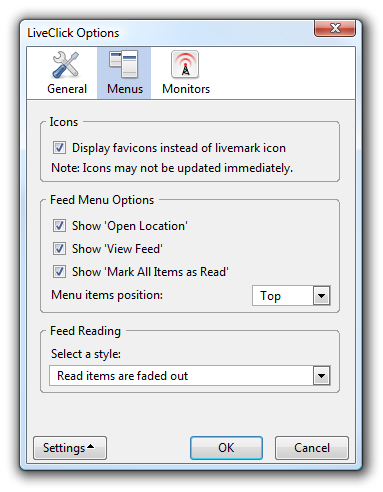 LiveClick Options
General Menus Monitors
Icons
Display favicons instead of livemark icon
Note: Icons may not be updated immediately.
Feed Menu Options
Show 'Open Location'
Show 'View Feed'
Show 'Mark All Items as Read'
Menu items position: Top
Feed Reading
Select a style:
Read items are faded out
Settings OK Cancel